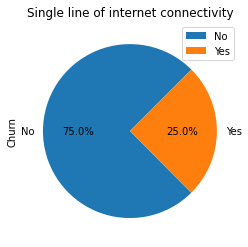 Single line of internet connectivity
No
Yes
Churn
No
75.0%
25.0%
Yes